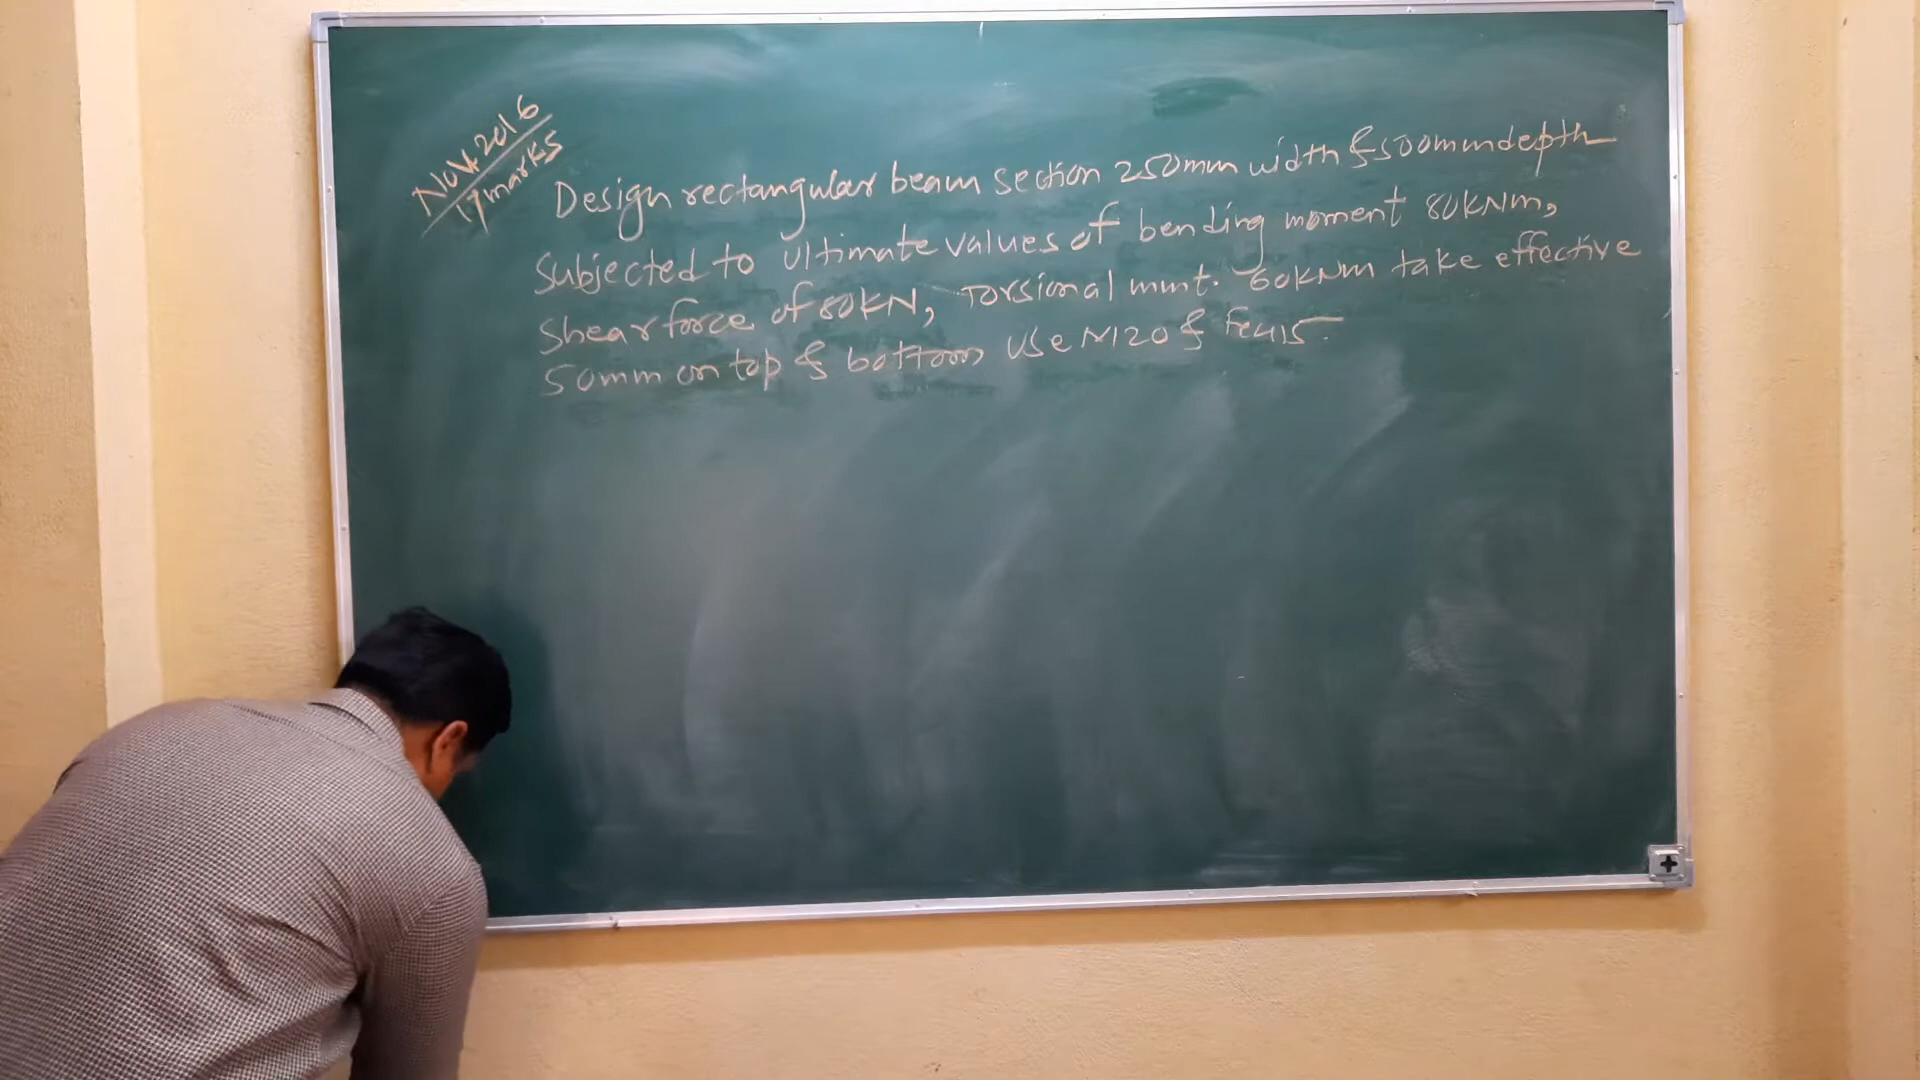 Nov. 2016
17 marks
Design rectangular beam section 250mm width & 500mm depth
Subjected to ultimate values of bending moment 80kNm,
Shear force of 80kN, Torsional mmt. 60kNm take effective
50mm on top & bottom use M20 & Fe415.